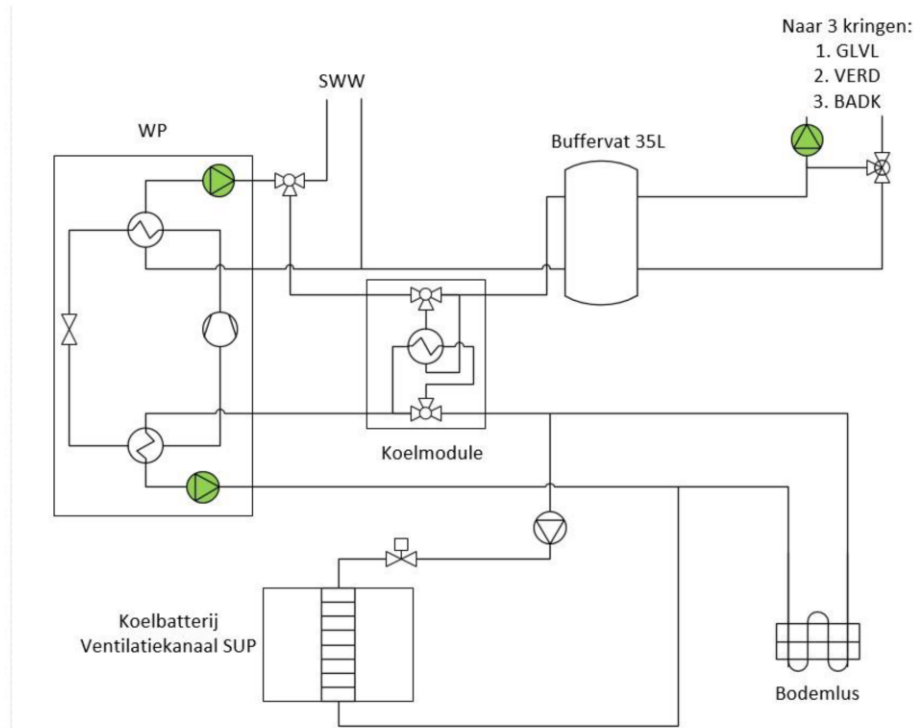 Naar 3 kringen:
1. GLVL
2. VERD
3. BADK
SWW
WP
Buffervat 35L
Koelmodule
Koelbatterij
Ventilatiekanaal SUP
Bodemlus